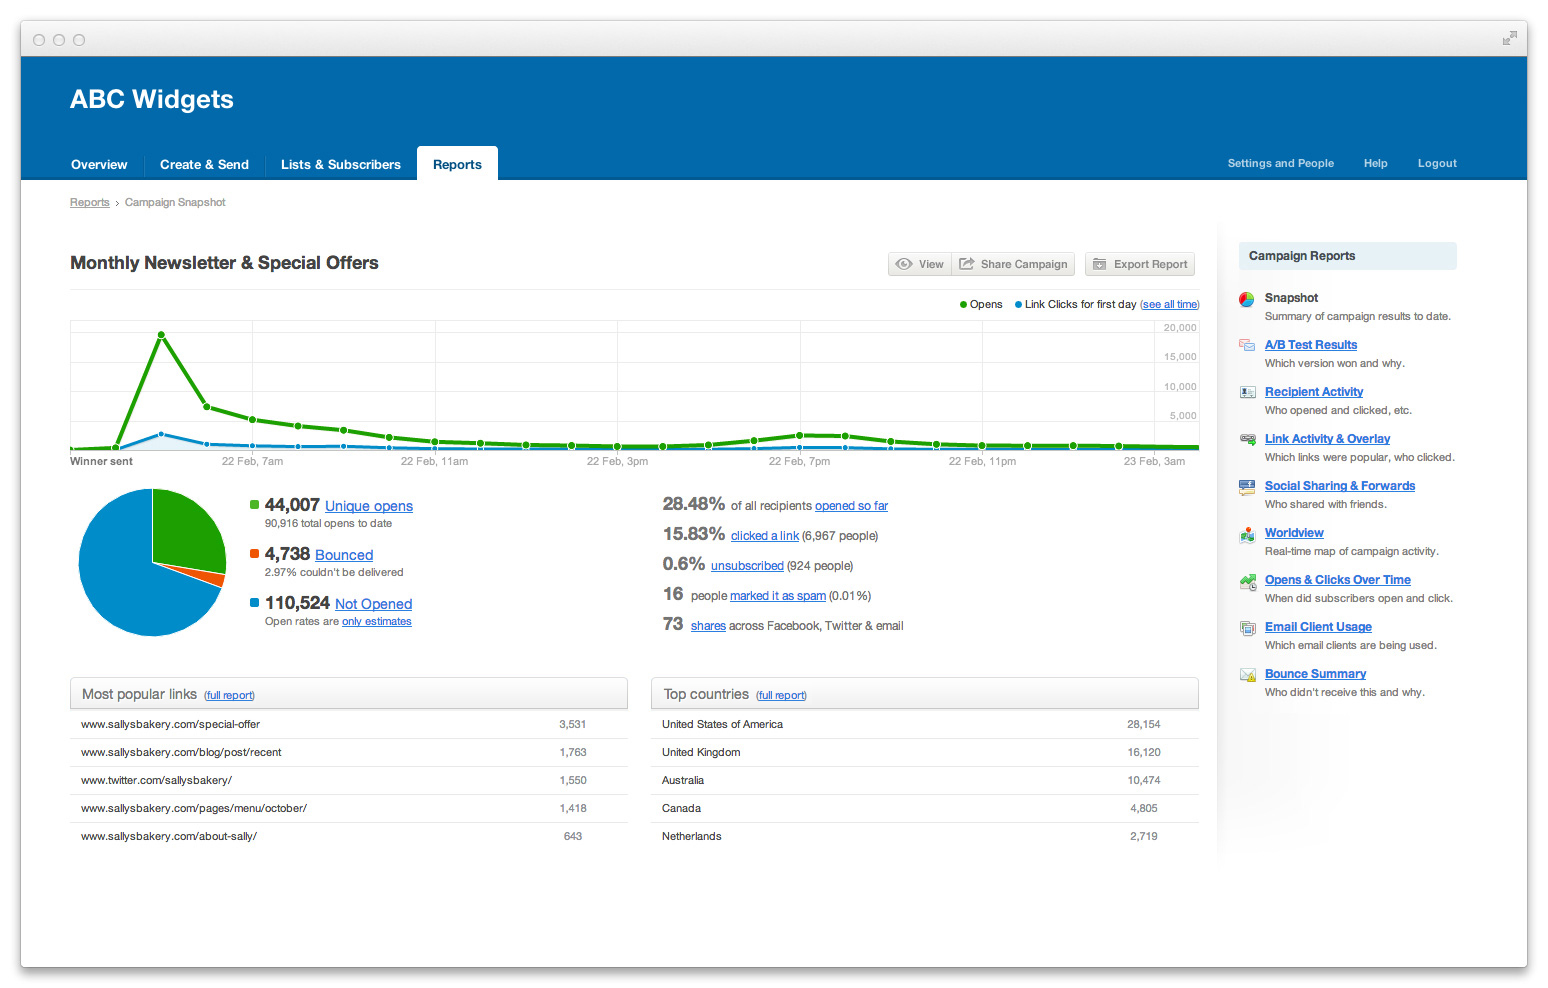 ABC Widgets
Overview Create & Send Lists & Subscribers Reports
Settings and People Help Logout
Reports › Campaign Snapshot
Monthly Newsletter & Special Offers
View Share Campaign Export Report
Opens Link Clicks for first day (see all time)
20,000
15,000
10,000
5,000
Winner sent 22 Feb, 7am 22 Feb, 11am 22 Feb, 3pm 22 Feb, 7pm 22 Feb, 11pm 23 Feb, 3am
44,007 Unique opens
90,916 total opens to date
4,738 Bounced
2.97% couldn't be delivered
110,524 Not Opened
Open rates are only estimates
28.48% of all recipients opened so far
15.83% clicked a link (6,967 people)
0.6% unsubscribed (924 people)
16 people marked it as spam (0.01%)
73 shares across Facebook, Twitter & email
Most popular links (full report)
www.sallysbakery.com/special-offer 3,531
www.sallysbakery.com/blog/post/recent 1,763
www.twitter.com/sallysbakery/ 1,550
www.sallysbakery.com/pages/menu/october/ 1,418
www.sallysbakery.com/about-sally/ 643
Top countries (full report)
United States of America 28,154
United Kingdom 16,120
Australia 10,474
Canada 4,805
Netherlands 2,719
Campaign Reports
Snapshot
Summary of campaign results to date.
A/B Test Results
Which version won and why.
Recipient Activity
Who opened and clicked, etc.
Link Activity & Overlay
Which links were popular, who clicked.
Social Sharing & Forwards
Who shared with friends.
Worldview
Real-time map of campaign activity.
Opens & Clicks Over Time
When did subscribers open and click.
Email Client Usage
Which email clients are being used.
Bounce Summary
Who didn't receive this and why.